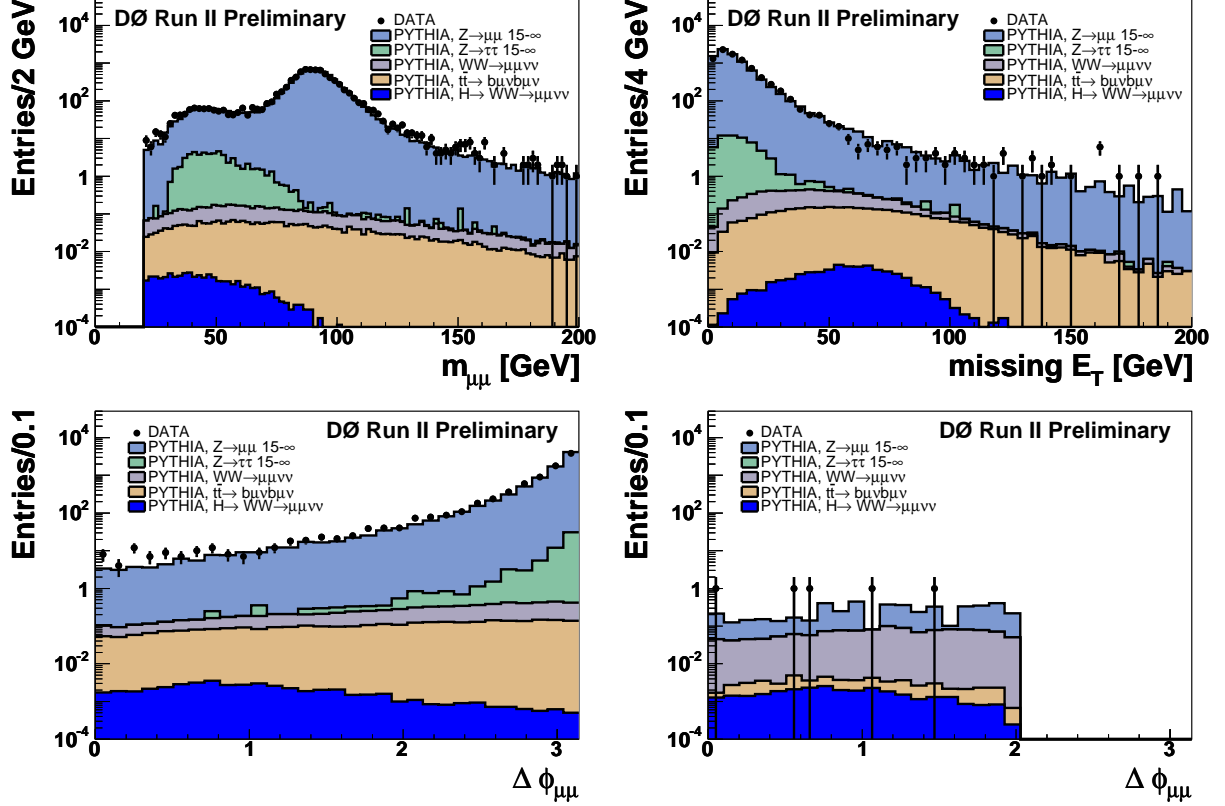 DØ Run II Preliminary
DATA
PYTHIA, Z→μμ 15-∞
PYTHIA, Z→ττ 15-∞
PYTHIA, WW→μμνν
PYTHIA, tt̄→ bμνbμν
PYTHIA, H→ WW→μμνν
Entries/2 GeV
10⁴
10²
1
10⁻²
10⁻⁴
0 50 100 150 200
m_μμ [GeV]
DØ Run II Preliminary
DATA
PYTHIA, Z→μμ 15-∞
PYTHIA, Z→ττ 15-∞
PYTHIA, WW→μμνν
PYTHIA, tt̄→ bμνbμν
PYTHIA, H→ WW→μμνν
Entries/4 GeV
10⁴
10²
1
10⁻²
10⁻⁴
0 50 100 150 200
missing E_T [GeV]
DØ Run II Preliminary
DATA
PYTHIA, Z→μμ 15-∞
PYTHIA, Z→ττ 15-∞
PYTHIA, WW→μμνν
PYTHIA, tt̄→ bμνbμν
PYTHIA, H→ WW→μμνν
Entries/0.1
10⁴
10²
1
10⁻²
10⁻⁴
0 1 2 3
Δ ϕ_μμ
DØ Run II Preliminary
DATA
PYTHIA, Z→μμ 15-∞
PYTHIA, Z→ττ 15-∞
PYTHIA, WW→μμνν
PYTHIA, tt̄→ bμνbμν
PYTHIA, H→ WW→μμνν
Entries/0.1
10⁴
10²
1
10⁻²
10⁻⁴
0 1 2 3
Δ ϕ_μμ